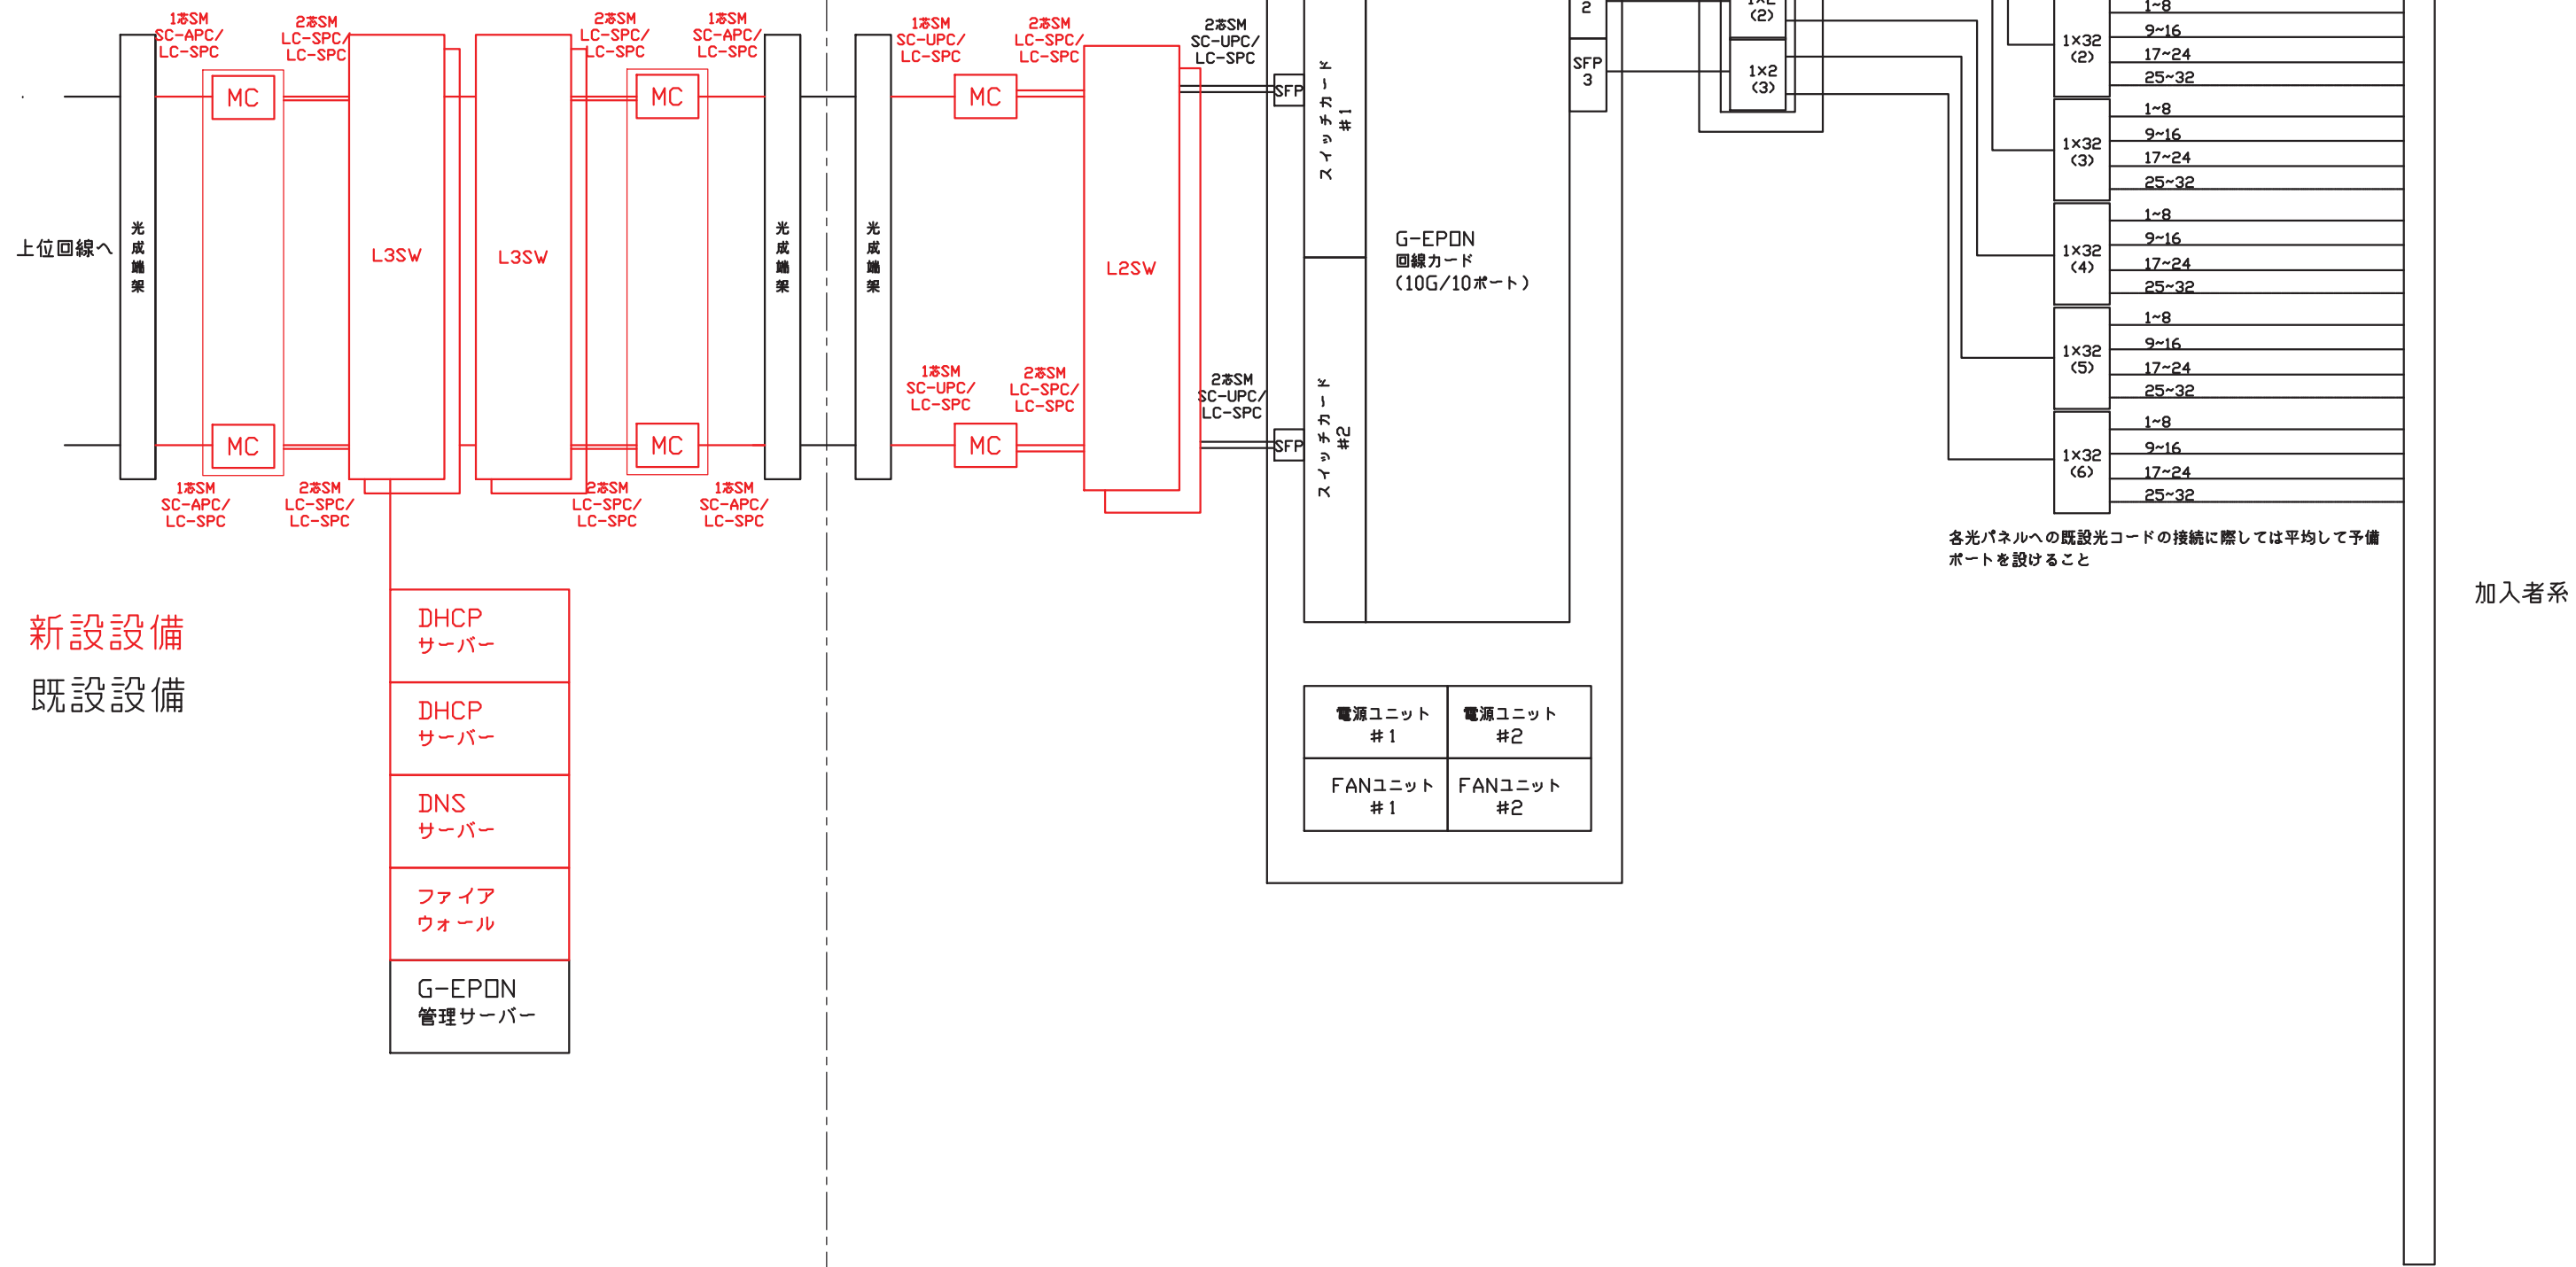 1芯SM
SC-APC/
LC-SPC
2芯SM
LC-SPC/
LC-SPC
2芯SM
LC-SPC/
LC-SPC
1芯SM
SC-APC/
LC-SPC
1芯SM
SC-UPC/
LC-SPC
2芯SM
LC-SPC/
LC-SPC
2芯SM
SC-UPC/
LC-SPC
MC
MC
MC
SFP
上位回線へ
光成端架
L3SW
L3SW
光成端架
光成端架
L2SW
1芯SM
SC-UPC/
LC-SPC
2芯SM
LC-SPC/
LC-SPC
2芯SM
SC-UPC/
LC-SPC
MC
MC
MC
SFP
1芯SM
SC-APC/
LC-SPC
2芯SM
LC-SPC/
LC-SPC
2芯SM
LC-SPC/
LC-SPC
1芯SM
SC-APC/
LC-SPC
スイッチカード
#1
スイッチカード
#2
G-EPON
回線カード
(10G/10ポート)
2
SFP
3
1×2
(2)
1×2
(3)
1×32
(2)
1~8
9~16
17~24
25~32
1×32
(3)
1~8
9~16
17~24
25~32
1×32
(4)
1~8
9~16
17~24
25~32
1×32
(5)
1~8
9~16
17~24
25~32
1×32
(6)
1~8
9~16
17~24
25~32
各光パネルへの既設光コードの接続に際しては平均して予備
ポートを設けること
加入者系
新設設備
既設設備
DHCP
サーバー
DHCP
サーバー
DNS
サーバー
ファイア
ウォール
G-EPON
管理サーバー
電源ユニット
#1
電源ユニット
#2
FANユニット
#1
FANユニット
#2